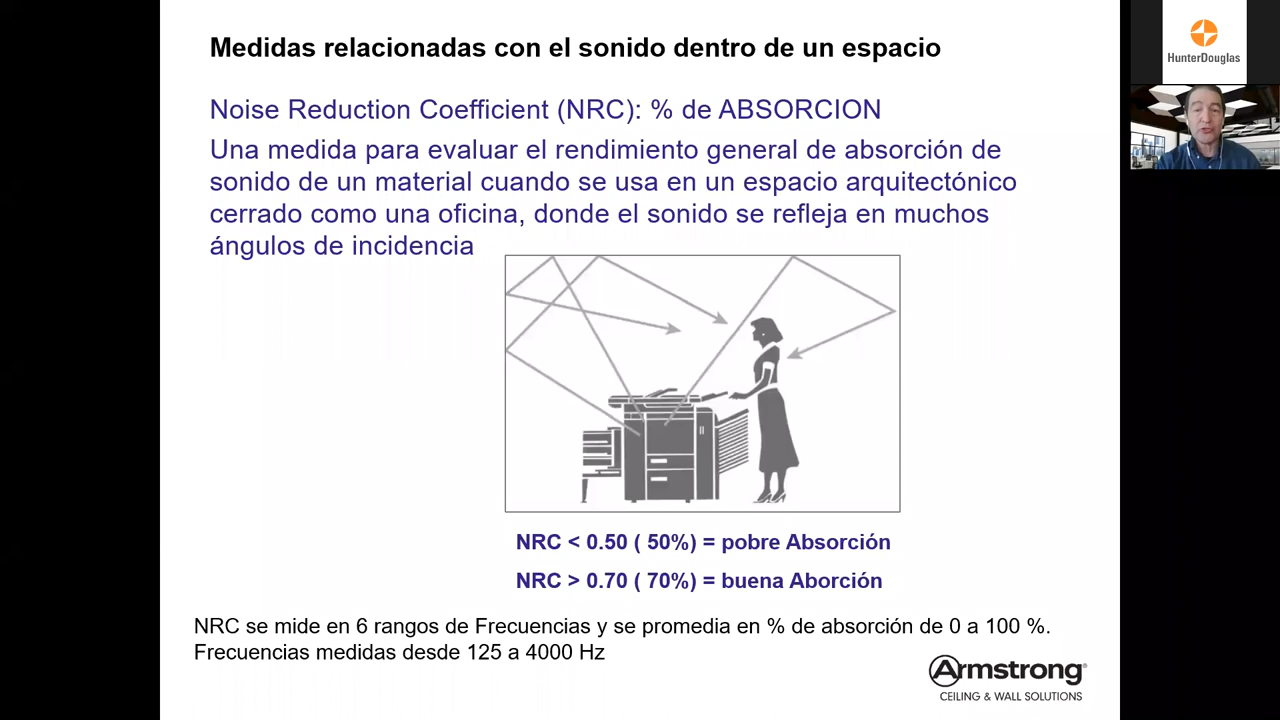 Medidas relacionadas con el sonido dentro de un espacio
HunterDouglas
Noise Reduction Coefficient (NRC): % de ABSORCION
Una medida para evaluar el rendimiento general de absorción de
sonido de un material cuando se usa en un espacio arquitectónico
cerrado como una oficina, donde el sonido se refleja en muchos
ángulos de incidencia
NRC < 0.50 ( 50%) = pobre Absorción
NRC > 0.70 ( 70%) = buena Aborción
NRC se mide en 6 rangos de Frecuencias y se promedia en % de absorción de 0 a 100 %.
Frecuencias medidas desde 125 a 4000 Hz
Armstrong®
CEILING & WALL SOLUTIONS